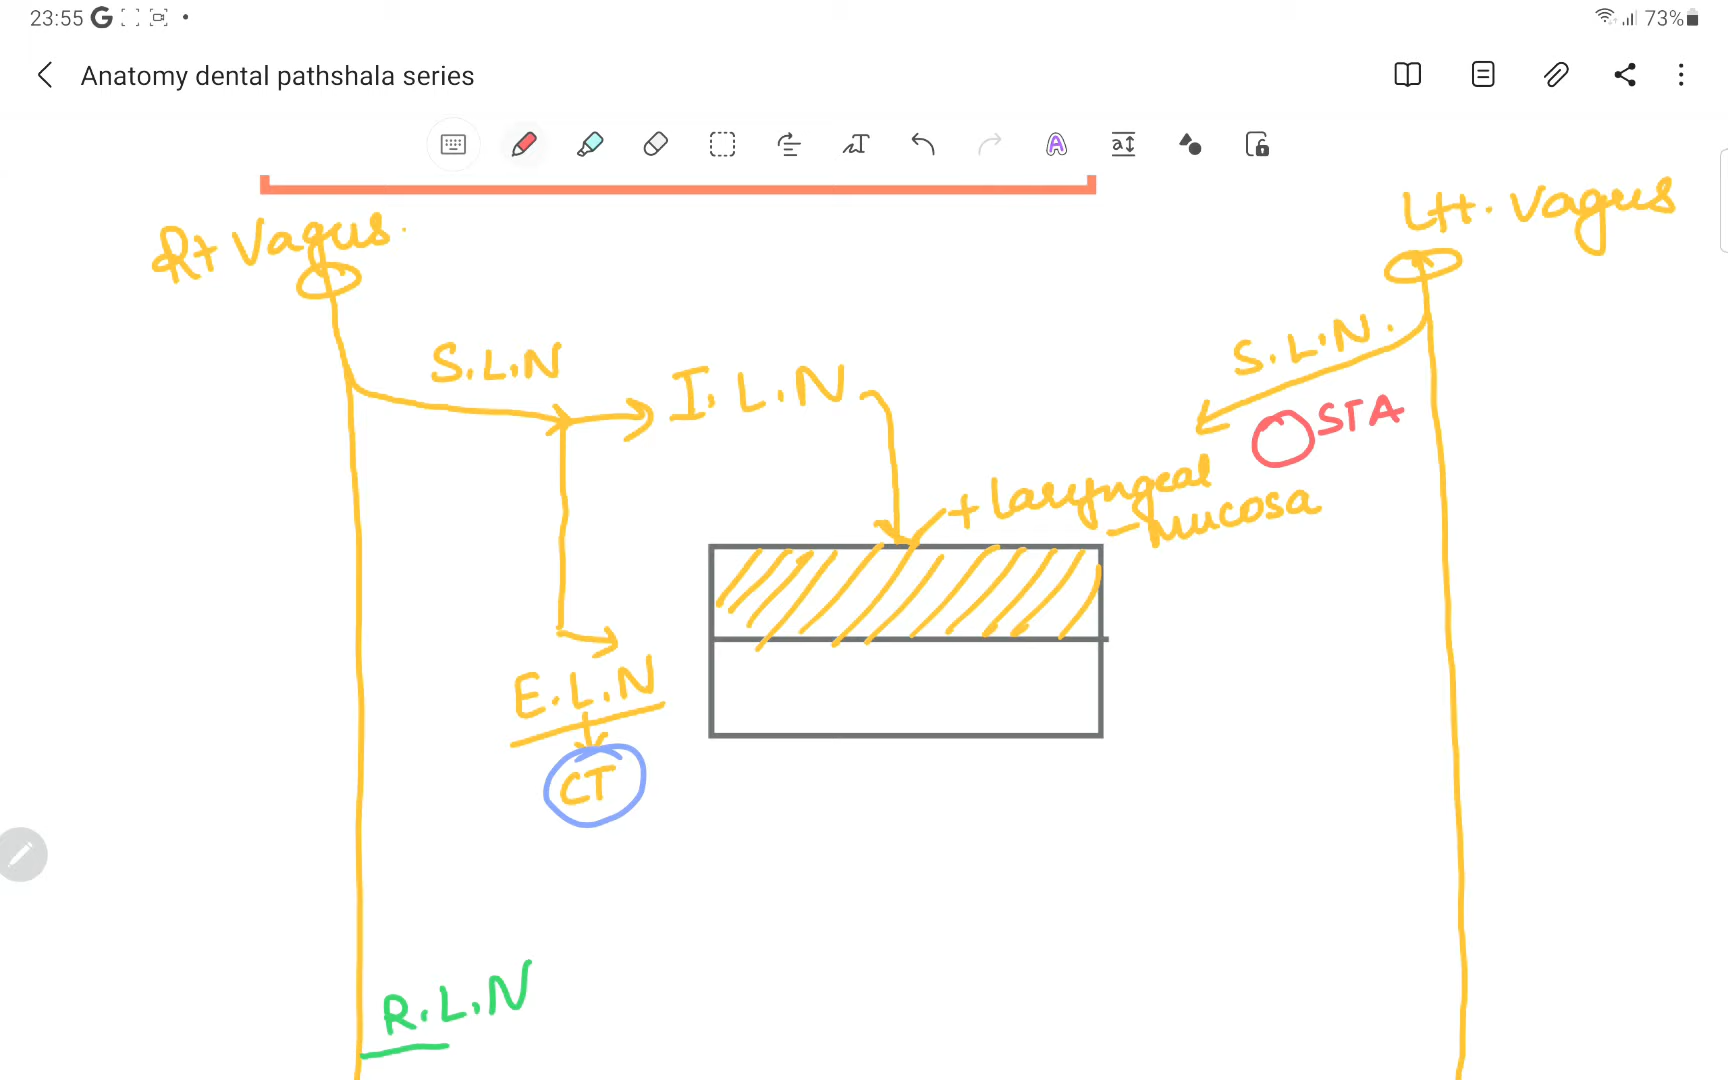 23:55 G
73%
Anatomy dental pathshala series
Rt Vagus.
Lt. Vagus
S.L.N
I.L.N
S.L.N.
STA
+ Laryngeal
- Mucosa
E.L.N
CT
R.L.N